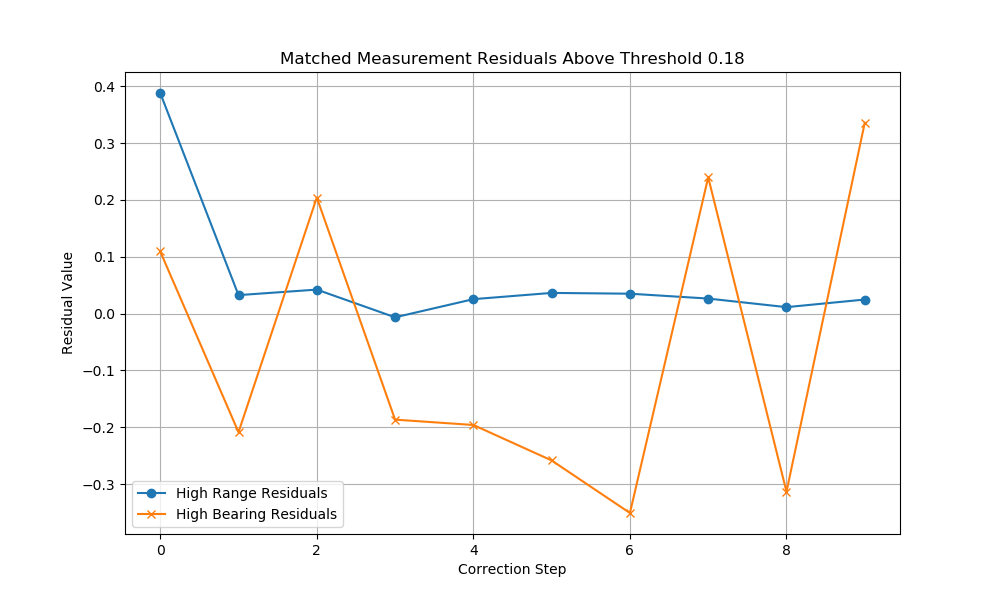 Matched Measurement Residuals Above Threshold 0.18
Residual Value
0.4
0.3
0.2
0.1
0.0
−0.1
−0.2
−0.3
High Range Residuals
High Bearing Residuals
0 2 4 6 8
Correction Step